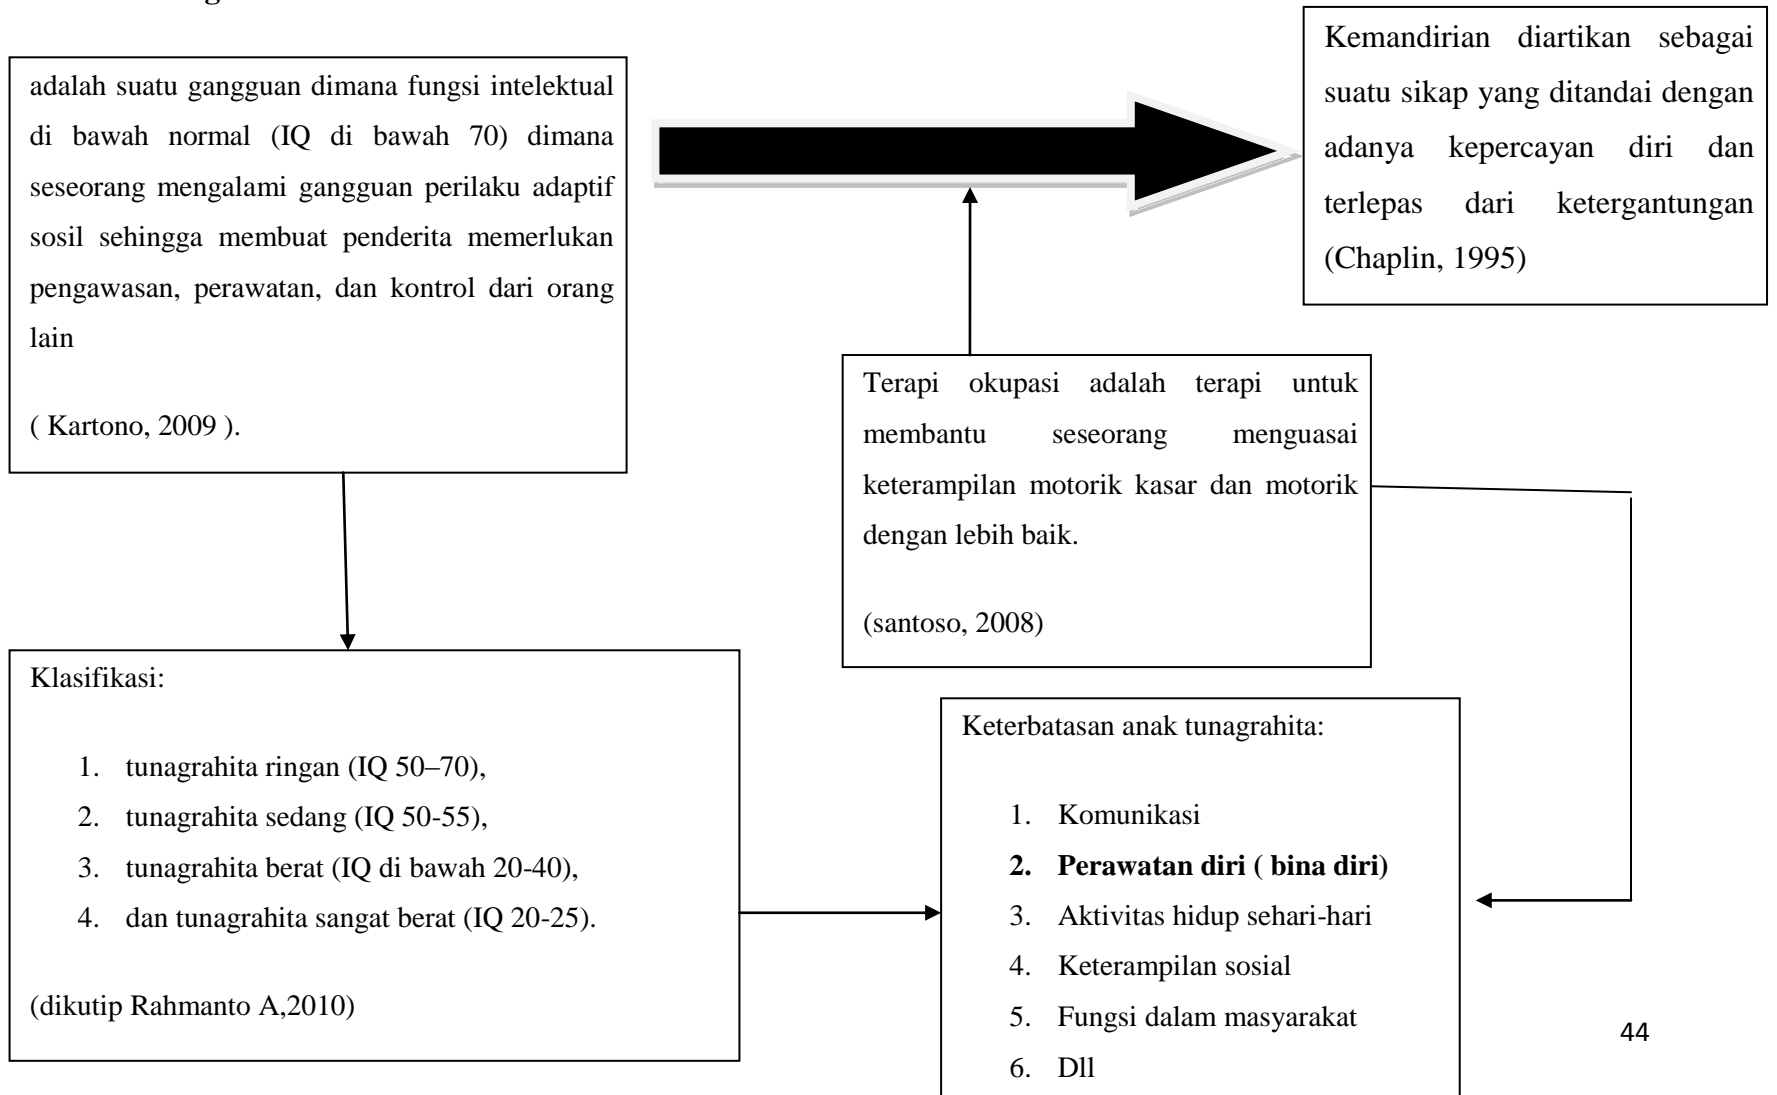 adalah suatu gangguan dimana fungsi intelektual
di bawah normal (IQ di bawah 70) dimana
seseorang mengalami gangguan perilaku adaptif
sosil sehingga membuat penderita memerlukan
pengawasan, perawatan, dan kontrol dari orang
lain
( Kartono, 2009 ).
Kemandirian diartikan sebagai
suatu sikap yang ditandai dengan
adanya kepercayan diri dan
terlepas dari ketergantungan
(Chaplin, 1995)
Terapi okupasi adalah terapi untuk
membantu seseorang menguasai
keterampilan motorik kasar dan motorik
dengan lebih baik.
(santoso, 2008)
Klasifikasi:
1. tunagrahita ringan (IQ 50–70),
2. tunagrahita sedang (IQ 50-55),
3. tunagrahita berat (IQ di bawah 20-40),
4. dan tunagrahita sangat berat (IQ 20-25).
(dikutip Rahmanto A,2010)
Keterbatasan anak tunagrahita:
1. Komunikasi
2. Perawatan diri ( bina diri)
3. Aktivitas hidup sehari-hari
4. Keterampilan sosial
5. Fungsi dalam masyarakat
6. Dll
44